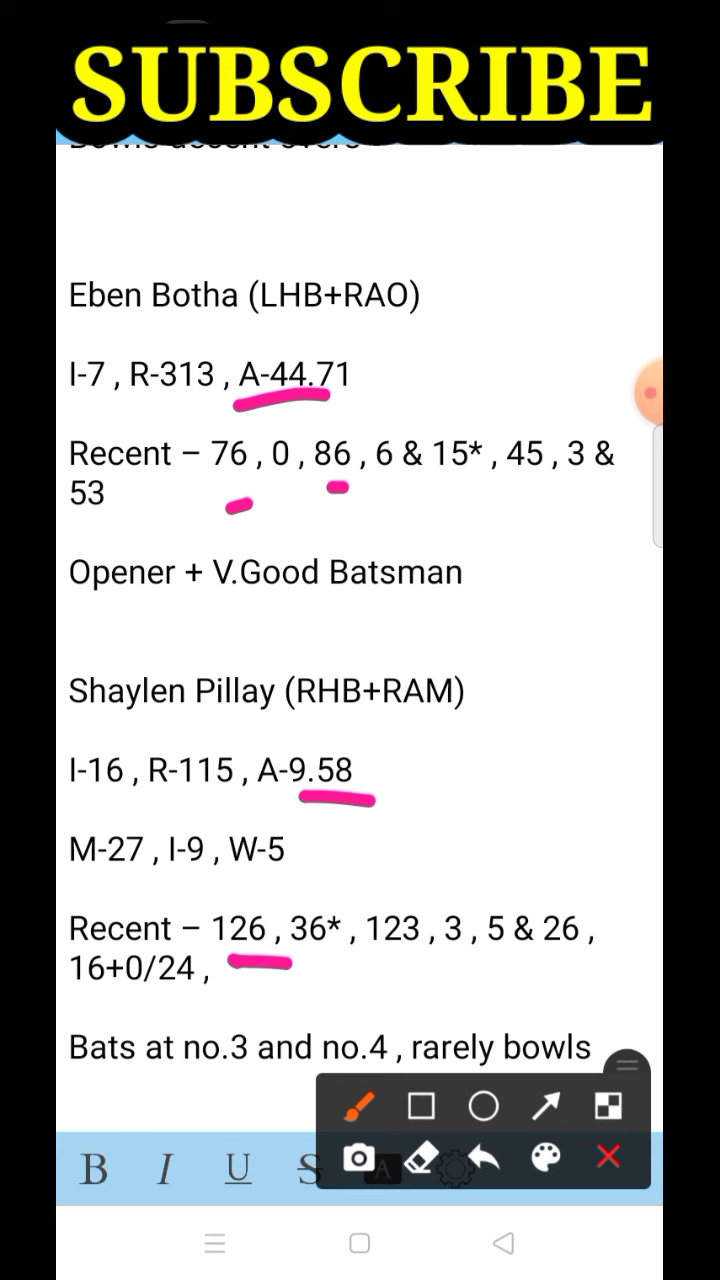 SUBSCRIBE
Eben Botha (LHB+RAO)
I-7 , R-313 , A-44.71
Recent – 76 , 0 , 86 , 6 & 15* , 45 , 3 &
53
Opener + V.Good Batsman
Shaylen Pillay (RHB+RAM)
I-16 , R-115 , A-9.58
M-27 , I-9 , W-5
Recent – 126 , 36* , 123 , 3 , 5 & 26 ,
16+0/24 ,
Bats at no.3 and no.4 , rarely bowls
B I U S A